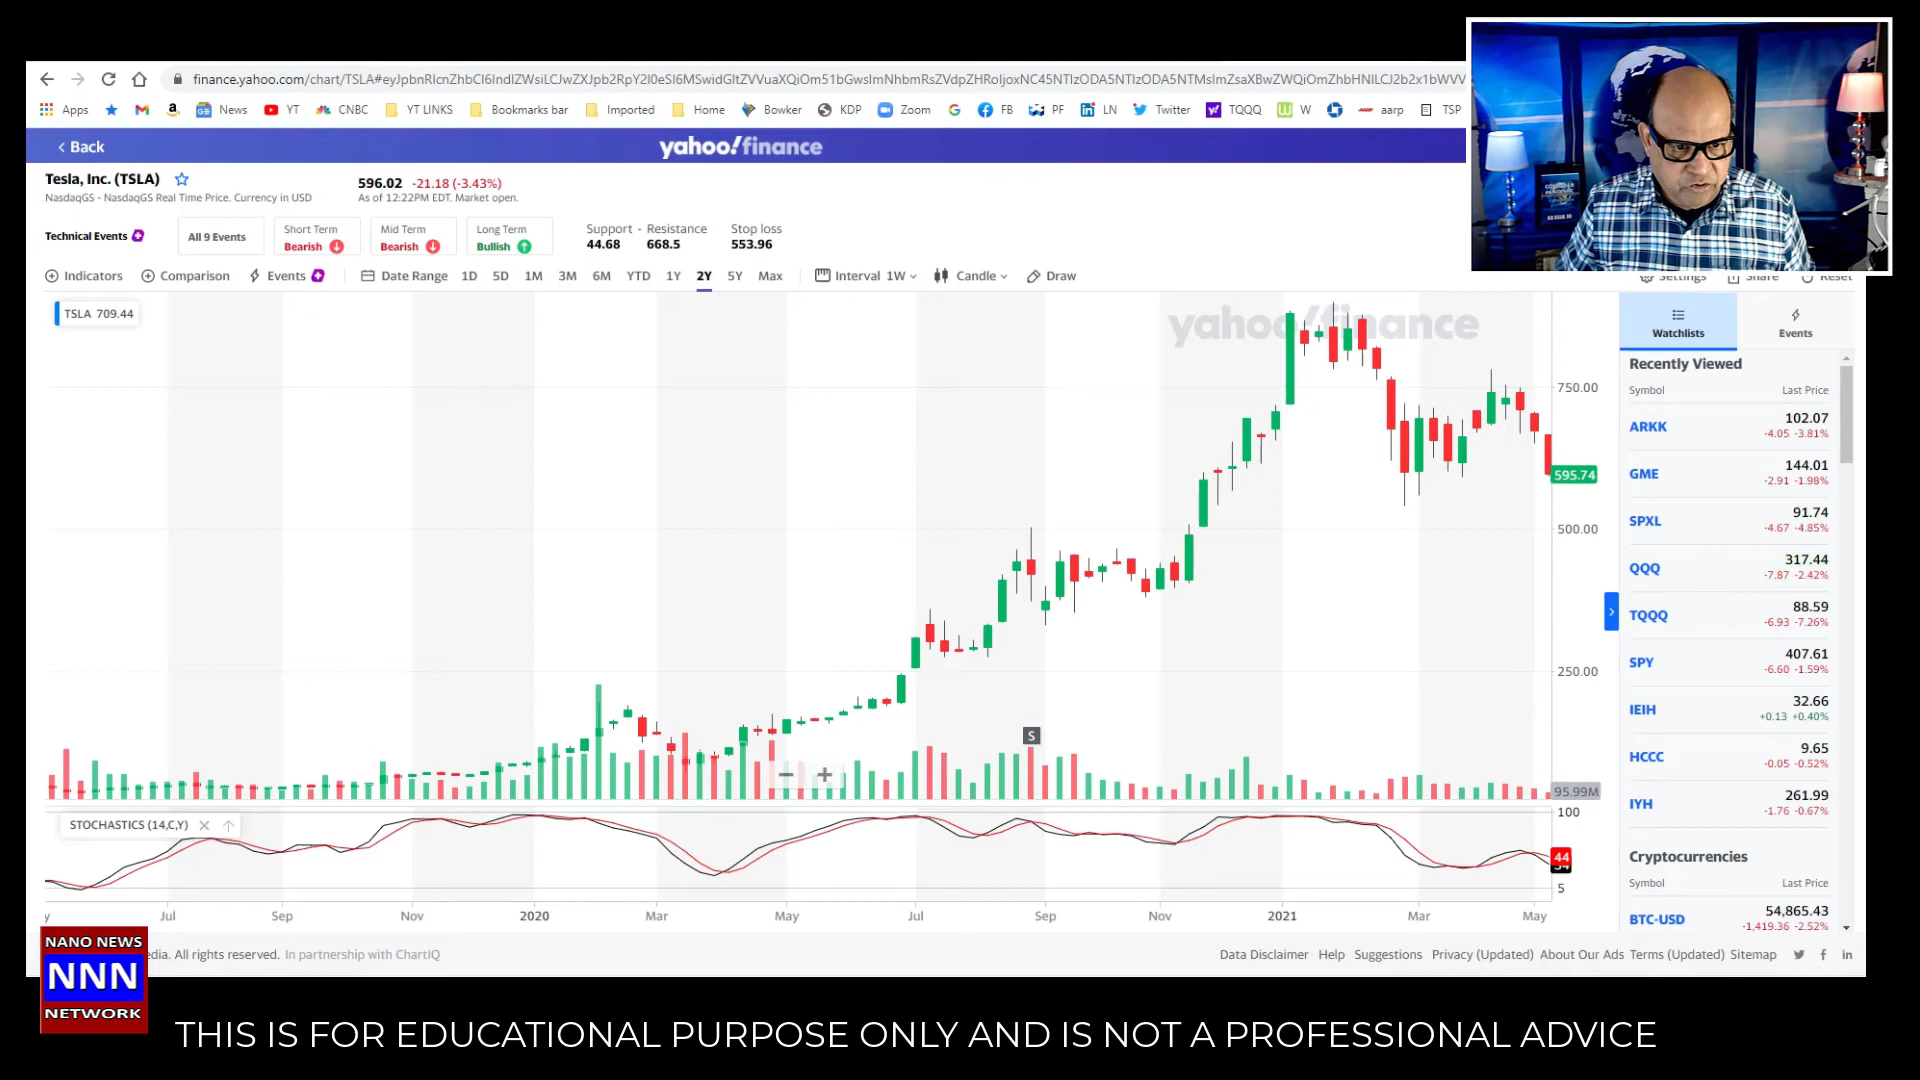 finance.yahoo.com/chart/TSLA#
Apps News YT CNBC YT LINKS Bookmarks bar Imported Home Bowker KDP Zoom FB PF LN Twitter TQQQ W aarp TSP
Back
yahoo!finance
Tesla, Inc. (TSLA)
NasdaqGS - NasdaqGS Real Time Price. Currency in USD
596.02 -21.18 (-3.43%)
As of 12:22PM EDT. Market open.
Technical Events
All 9 Events
Short Term
Bearish
Mid Term
Bearish
Long Term
Bullish
Support - Resistance
44.68 668.5
Stop loss
553.96
Indicators Comparison Events Date Range 1D 5D 1M 3M 6M YTD 1Y 2Y 5Y Max Interval 1W Candle Draw
Settings Share Reset
TSLA 709.44
yahoo!finance
750.00
595.74
500.00
250.00
S
95.99M
STOCHASTICS (14,C,Y)
100
44
5
Jul Sep Nov 2020 Mar May Jul Sep Nov 2021 Mar May
Watchlists
Events
Recently Viewed
Symbol Last Price
ARKK 102.07
-4.05 -3.81%
GME 144.01
-2.91 -1.98%
SPXL 91.74
-4.67 -4.85%
QQQ 317.44
-7.87 -2.42%
TQQQ 88.59
-6.93 -7.26%
SPY 407.61
-6.60 -1.59%
IEIH 32.66
+0.13 +0.40%
HCCC 9.65
-0.05 -0.52%
IYH 261.99
-1.76 -0.67%
Cryptocurrencies
Symbol Last Price
BTC-USD 54,865.43
-1,419.36 -2.52%
All rights reserved. In partnership with ChartIQ
Data Disclaimer Help Suggestions Privacy (Updated) About Our Ads Terms (Updated) Sitemap
NANO NEWS
NNN
NETWORK
THIS IS FOR EDUCATIONAL PURPOSE ONLY AND IS NOT A PROFESSIONAL ADVICE